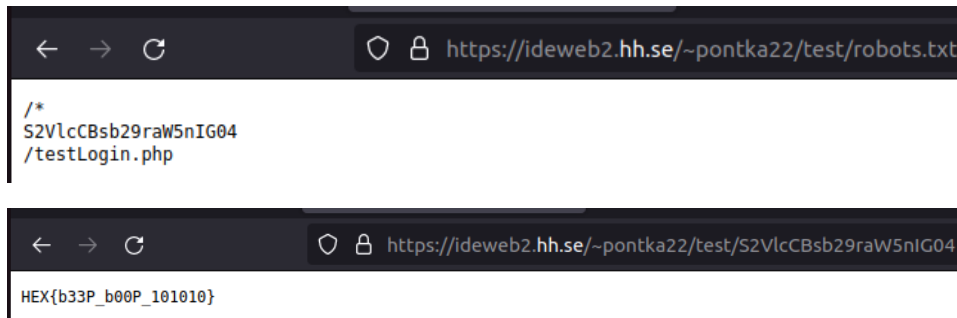 https://ideweb2.hh.se/~pontka22/test/robots.txt
/*
S2VlcCBsb29raW5nIG04
/testLogin.php
https://ideweb2.hh.se/~pontka22/test/S2VlcCBsb29raW5nIG04
HEX{b33P_b00P_101010}